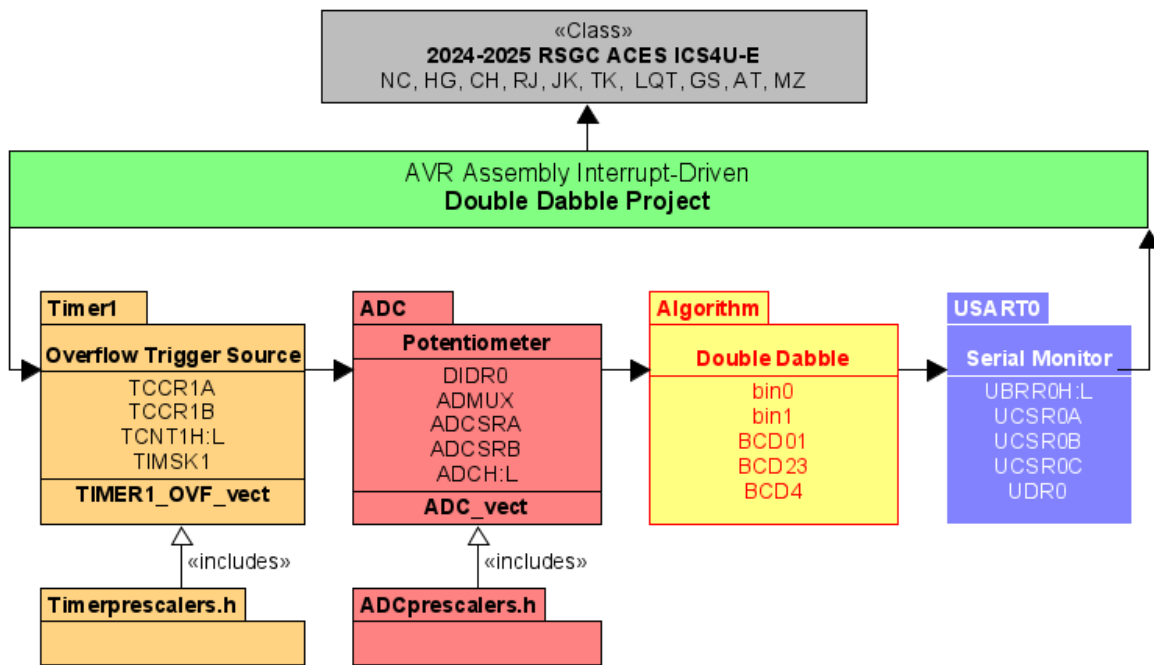 «Class»
2024-2025 RSGC ACES ICS4U-E
NC, HG, CH, RJ, JK, TK, LQT, GS, AT, MZ
AVR Assembly Interrupt-Driven
Double Dabble Project
Timer1
Overflow Trigger Source
TCCR1A
TCCR1B
TCNT1H:L
TIMSK1
TIMER1_OVF_vect
«includes»
Timerprescalers.h
ADC
Potentiometer
DIDR0
ADMUX
ADCSRA
ADCSRB
ADCH:L
ADC_vect
«includes»
ADCprescalers.h
Algorithm
Double Dabble
bin0
bin1
BCD01
BCD23
BCD4
USART0
Serial Monitor
UBRR0H:L
UCSR0A
UCSR0B
UCSR0C
UDR0